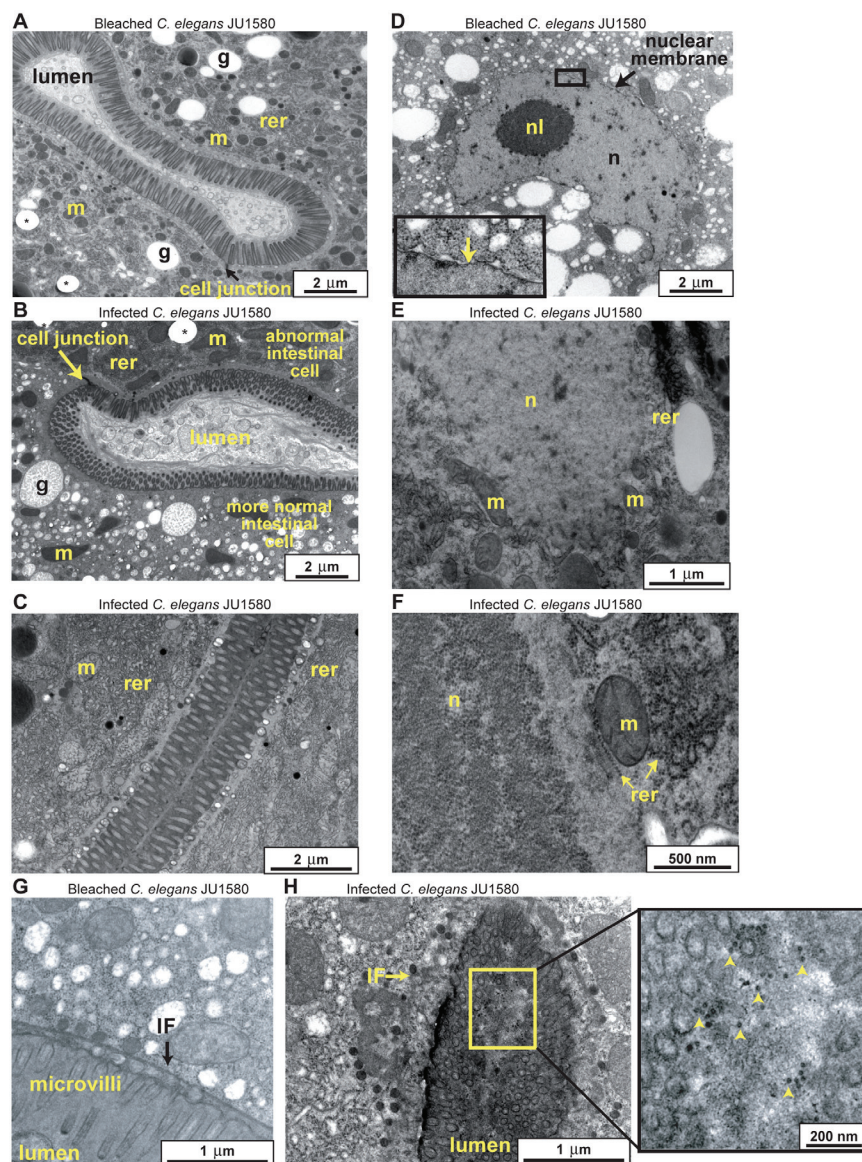 A
Bleached C. elegans JU1580
lumen
g
rer
m
m
*
g
*
cell junction
2 μm
B
Infected C. elegans JU1580
cell junction
*
m
abnormal
intestinal
cell
rer
lumen
g
more normal
intestinal
cell
m
2 μm
C
Infected C. elegans JU1580
m
rer
rer
2 μm
D
Bleached C. elegans JU1580
nuclear
membrane
nl
n
2 μm
E
Infected C. elegans JU1580
n
rer
m
m
1 μm
F
Infected C. elegans JU1580
n
m
rer
500 nm
G
Bleached C. elegans JU1580
IF
microvilli
lumen
1 μm
H
Infected C. elegans JU1580
IF
lumen
1 μm
200 nm